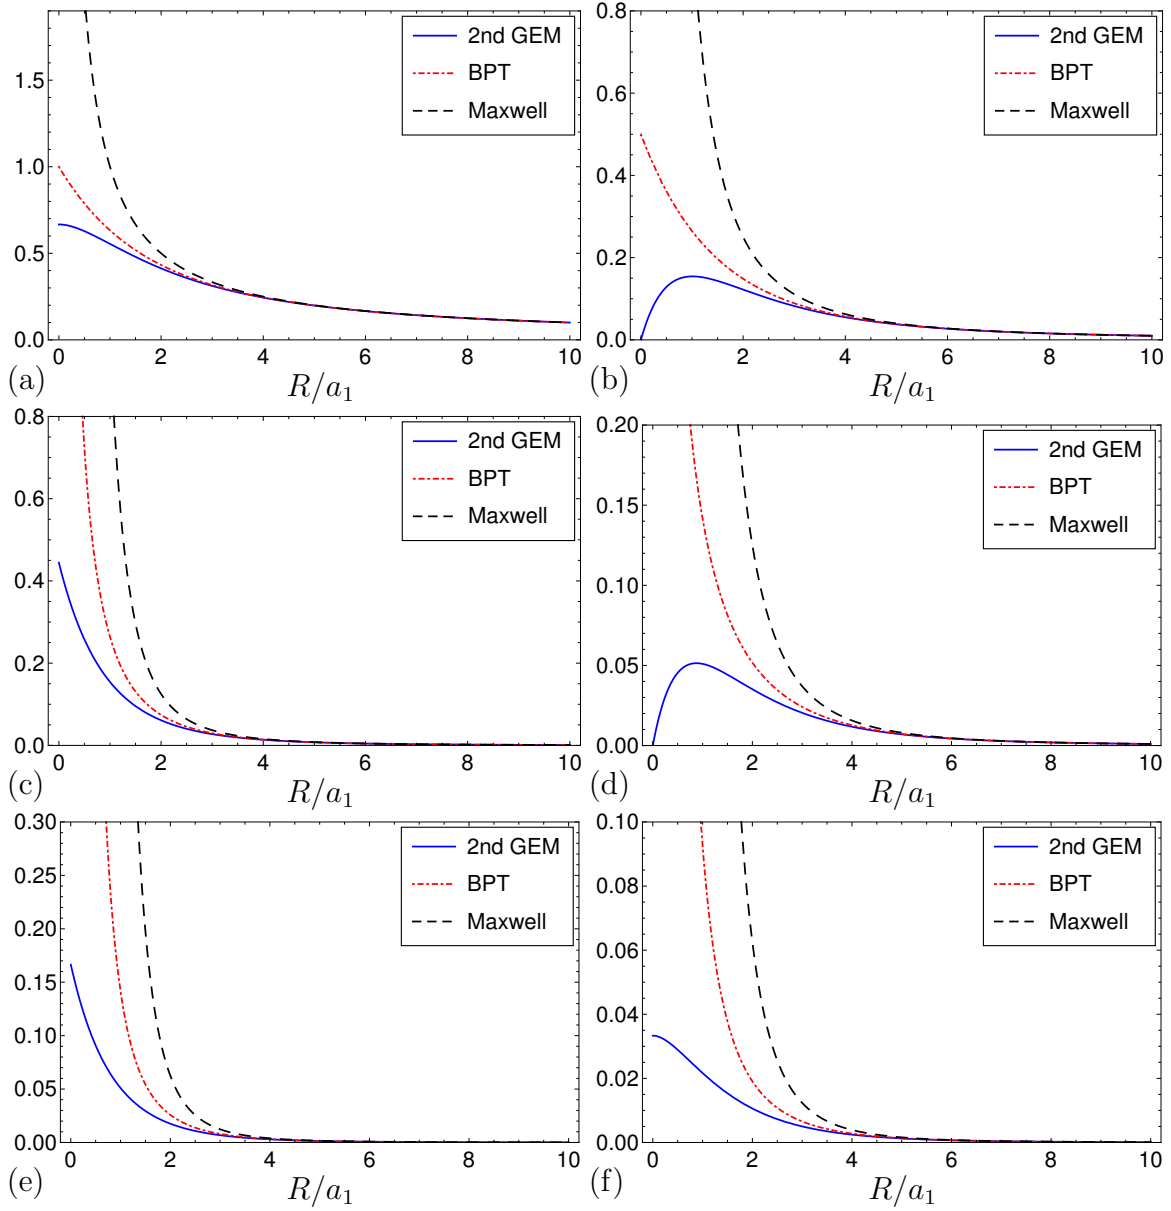 2nd GEM
BPT
Maxwell
1.5
1.0
0.5
0.0
0 2 4 6 8 10
(a)
R/a1
2nd GEM
BPT
Maxwell
0.8
0.6
0.4
0.2
0.0
0 2 4 6 8 10
(b)
R/a1
2nd GEM
BPT
Maxwell
0.8
0.6
0.4
0.2
0.0
0 2 4 6 8 10
(c)
R/a1
2nd GEM
BPT
Maxwell
0.20
0.15
0.10
0.05
0.00
0 2 4 6 8 10
(d)
R/a1
2nd GEM
BPT
Maxwell
0.30
0.25
0.20
0.15
0.10
0.05
0.00
0 2 4 6 8 10
(e)
R/a1
2nd GEM
BPT
Maxwell
0.10
0.08
0.06
0.04
0.02
0.00
0 2 4 6 8 10
(f)
R/a1